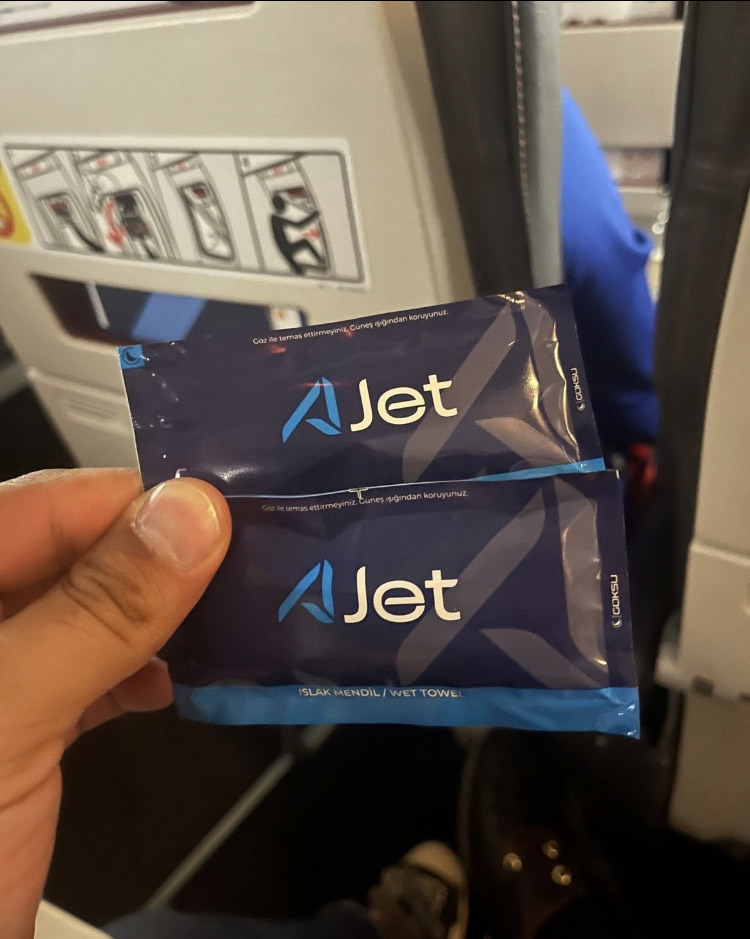 Göz ile temas ettirmeyiniz. Güneş ışığından koruyunuz.
AJet
GÖKSU
Göz ile temas ettirmeyiniz. Güneş ışığından koruyunuz.
AJet
GÖKSU
ISLAK MENDİL / WET TOWEL